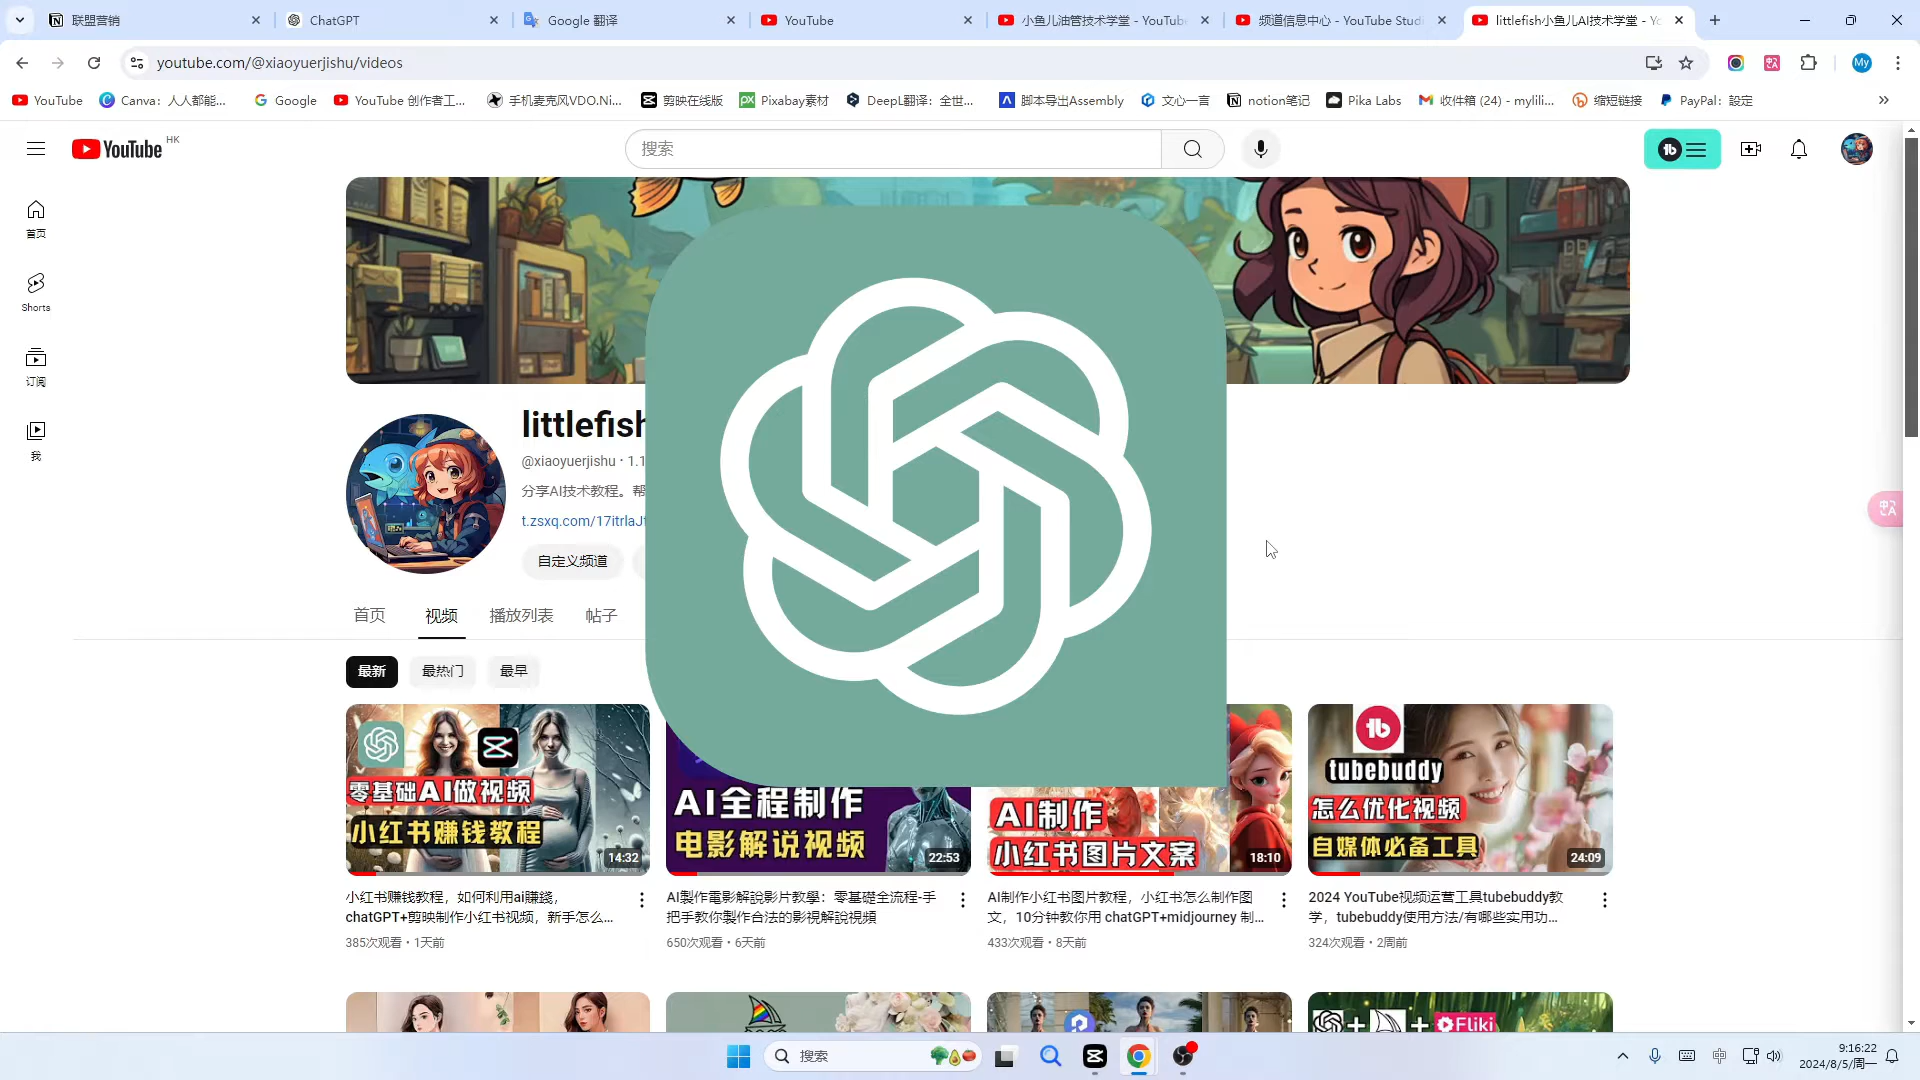 联盟营销
ChatGPT
Google 翻译
YouTube
小鱼儿油管技术学堂 - YouTub
频道信息中心 - YouTube Studi
littlefish小鱼儿AI技术学堂 - Yo
youtube.com/@xiaoyuerjishu/videos
My
YouTube
Canva：人人都能...
Google
YouTube 创作者工...
手机麦克风VDO.Ni...
剪映在线版
Pixabay素材
DeepL翻译：全世...
脚本导出Assembly
文心一言
notion笔记
Pika Labs
收件箱 (24) - mylili...
缩短链接
PayPal：設定
YouTube HK
搜索
首页
Shorts
订阅
我
littlefish
@xiaoyuerjishu · 1.1
分享AI技术教程。帮
t.zsxq.com/17itrlaJ
自定义频道
首页
视频
播放列表
帖子
最新
最热门
最早
零基础AI做视频
小红书赚钱教程
14:32
AI全程制作
电影解说视频
22:53
AI制作
小红书图片文案
18:10
tubebuddy
怎么优化视频
自媒体必备工具
24:09
小红书赚钱教程，如何利用ai賺錢，
chatGPT+剪映制作小红书视频，新手怎么...
385次观看・1天前
AI製作電影解說影片教學：零基礎全流程-手
把手教你製作合法的影視解說視頻
650次观看・6天前
AI制作小红书图片教程，小红书怎么制作图
文，10分钟教你用 chatGPT+midjourney 制...
433次观看・8天前
2024 YouTube视频运营工具tubebuddy教
学，tubebuddy使用方法/有哪些实用功...
324次观看・2周前
Fliki
搜索
中
9:16:22
2024/8/5/周一